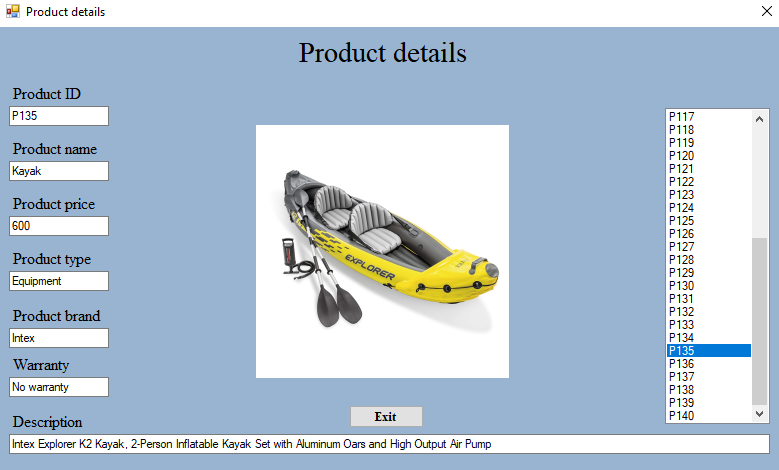 Product details
Product details
Product ID
P135
Product name
Kayak
Product price
600
Product type
Equipment
Product brand
Intex
Warranty
No warranty
Description
Intex Explorer K2 Kayak, 2-Person Inflatable Kayak Set with Aluminum Oars and High Output Air Pump
EXPLORER
Exit
P117
P118
P119
P120
P121
P122
P123
P124
P125
P126
P127
P128
P129
P130
P131
P132
P133
P134
P135
P136
P137
P138
P139
P140